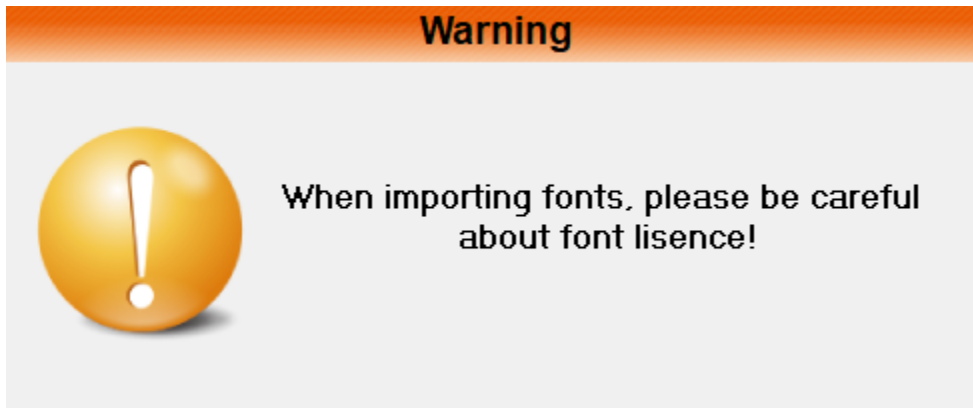 Warning
When importing fonts, please be careful
about font lisence!